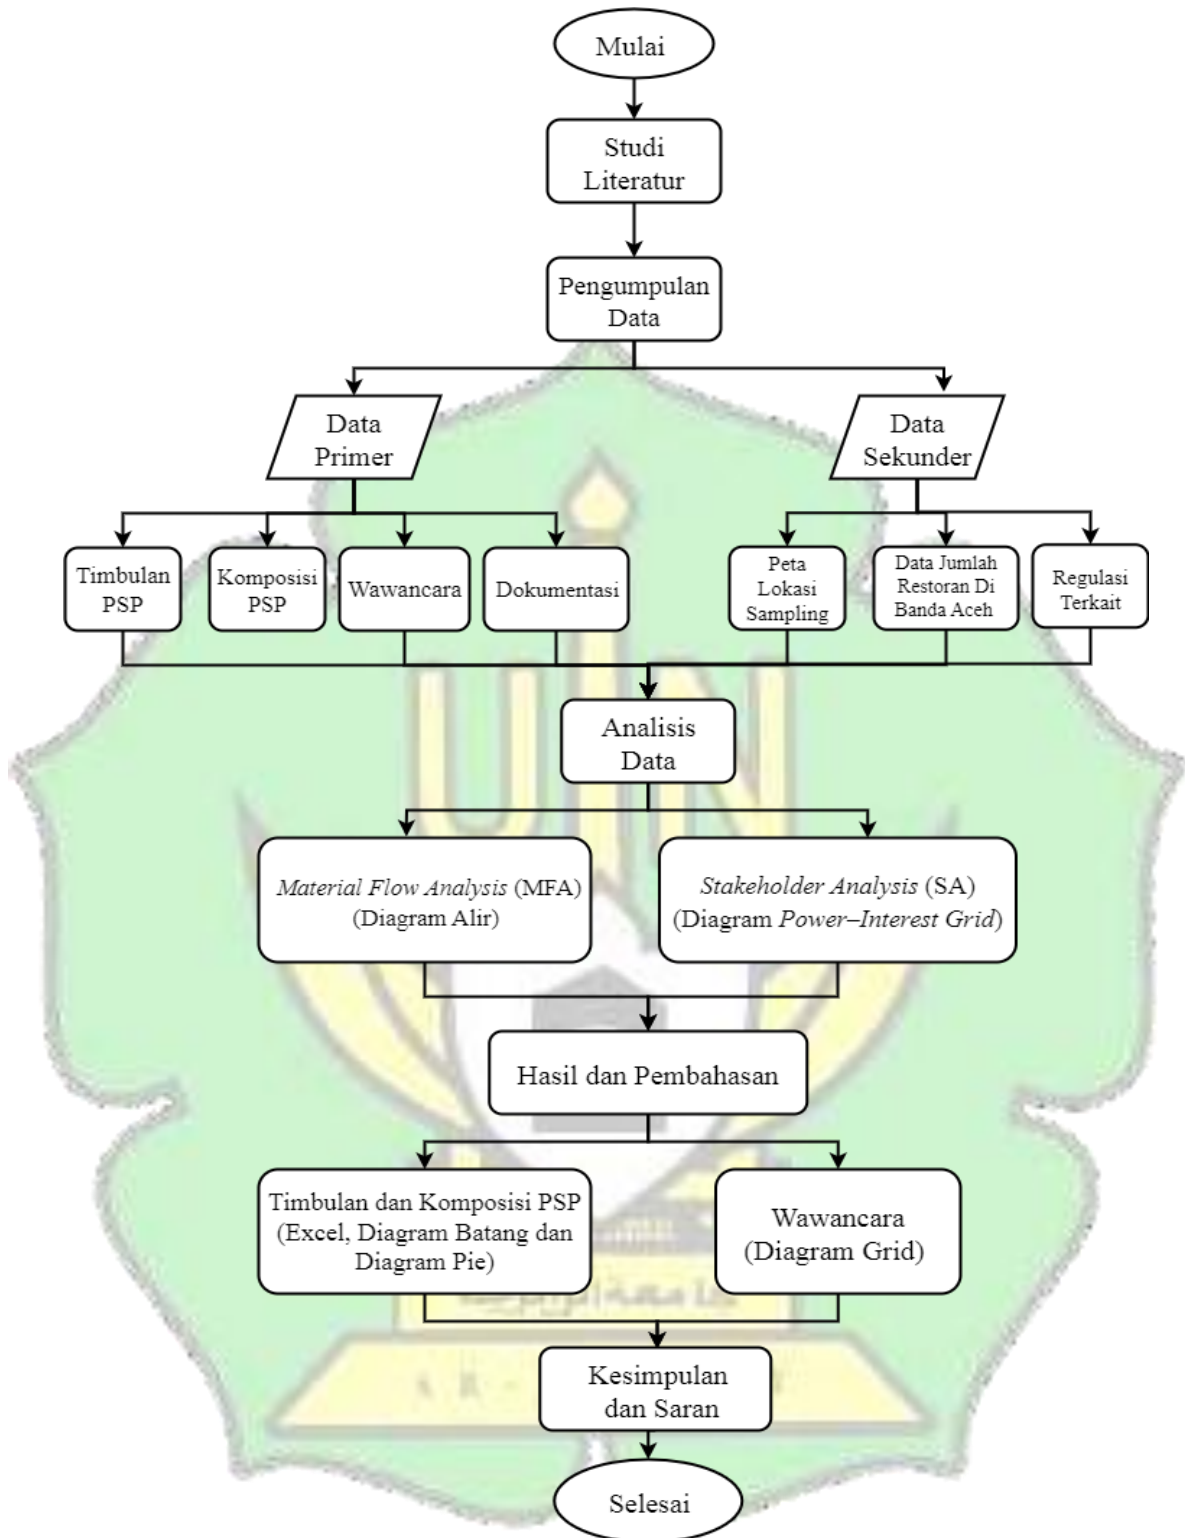 Mulai
Studi
Literatur
Pengumpulan
Data
Data
Primer
Data
Sekunder
Timbulan
PSP
Komposisi
PSP
Wawancara
Dokumentasi
Peta
Lokasi
Sampling
Data Jumlah
Restoran Di
Banda Aceh
Regulasi
Terkait
UIN
Analisis
Data
Material Flow Analysis (MFA)
(Diagram Alir)
Stakeholder Analysis (SA)
(Diagram Power–Interest Grid)
Hasil dan Pembahasan
Timbulan dan Komposisi PSP
(Excel, Diagram Batang dan
Diagram Pie)
Wawancara
(Diagram Grid)
Kesimpulan
dan Saran
A R -
Selesai